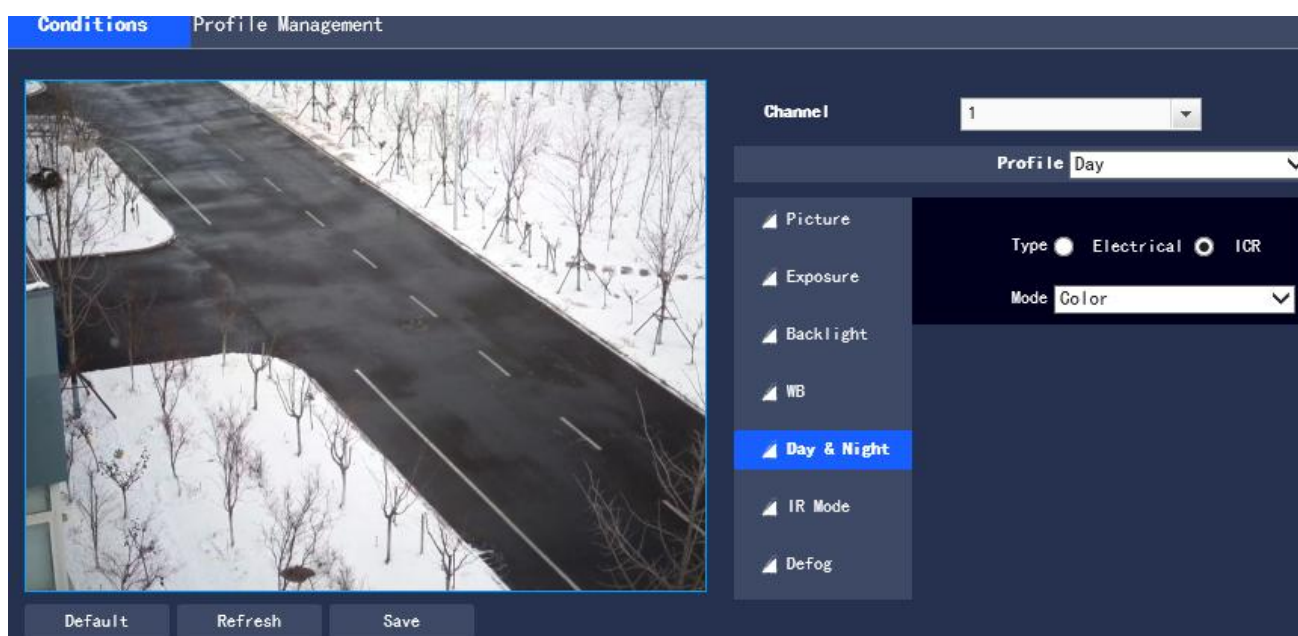 Conditions Profile Management
Channel 1
Profile Day
Picture
Type Electrical ICR
Exposure
Mode Color
Backlight
WB
Day & Night
IR Mode
Defog
Default Refresh Save